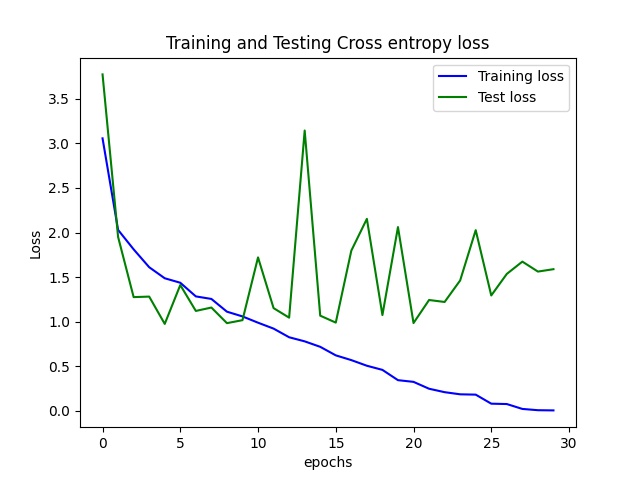 Training and Testing Cross entropy loss
Training loss
Test loss
3.5
3.0
2.5
2.0
1.5
1.0
0.5
0.0
Loss
0 5 10 15 20 25 30
epochs